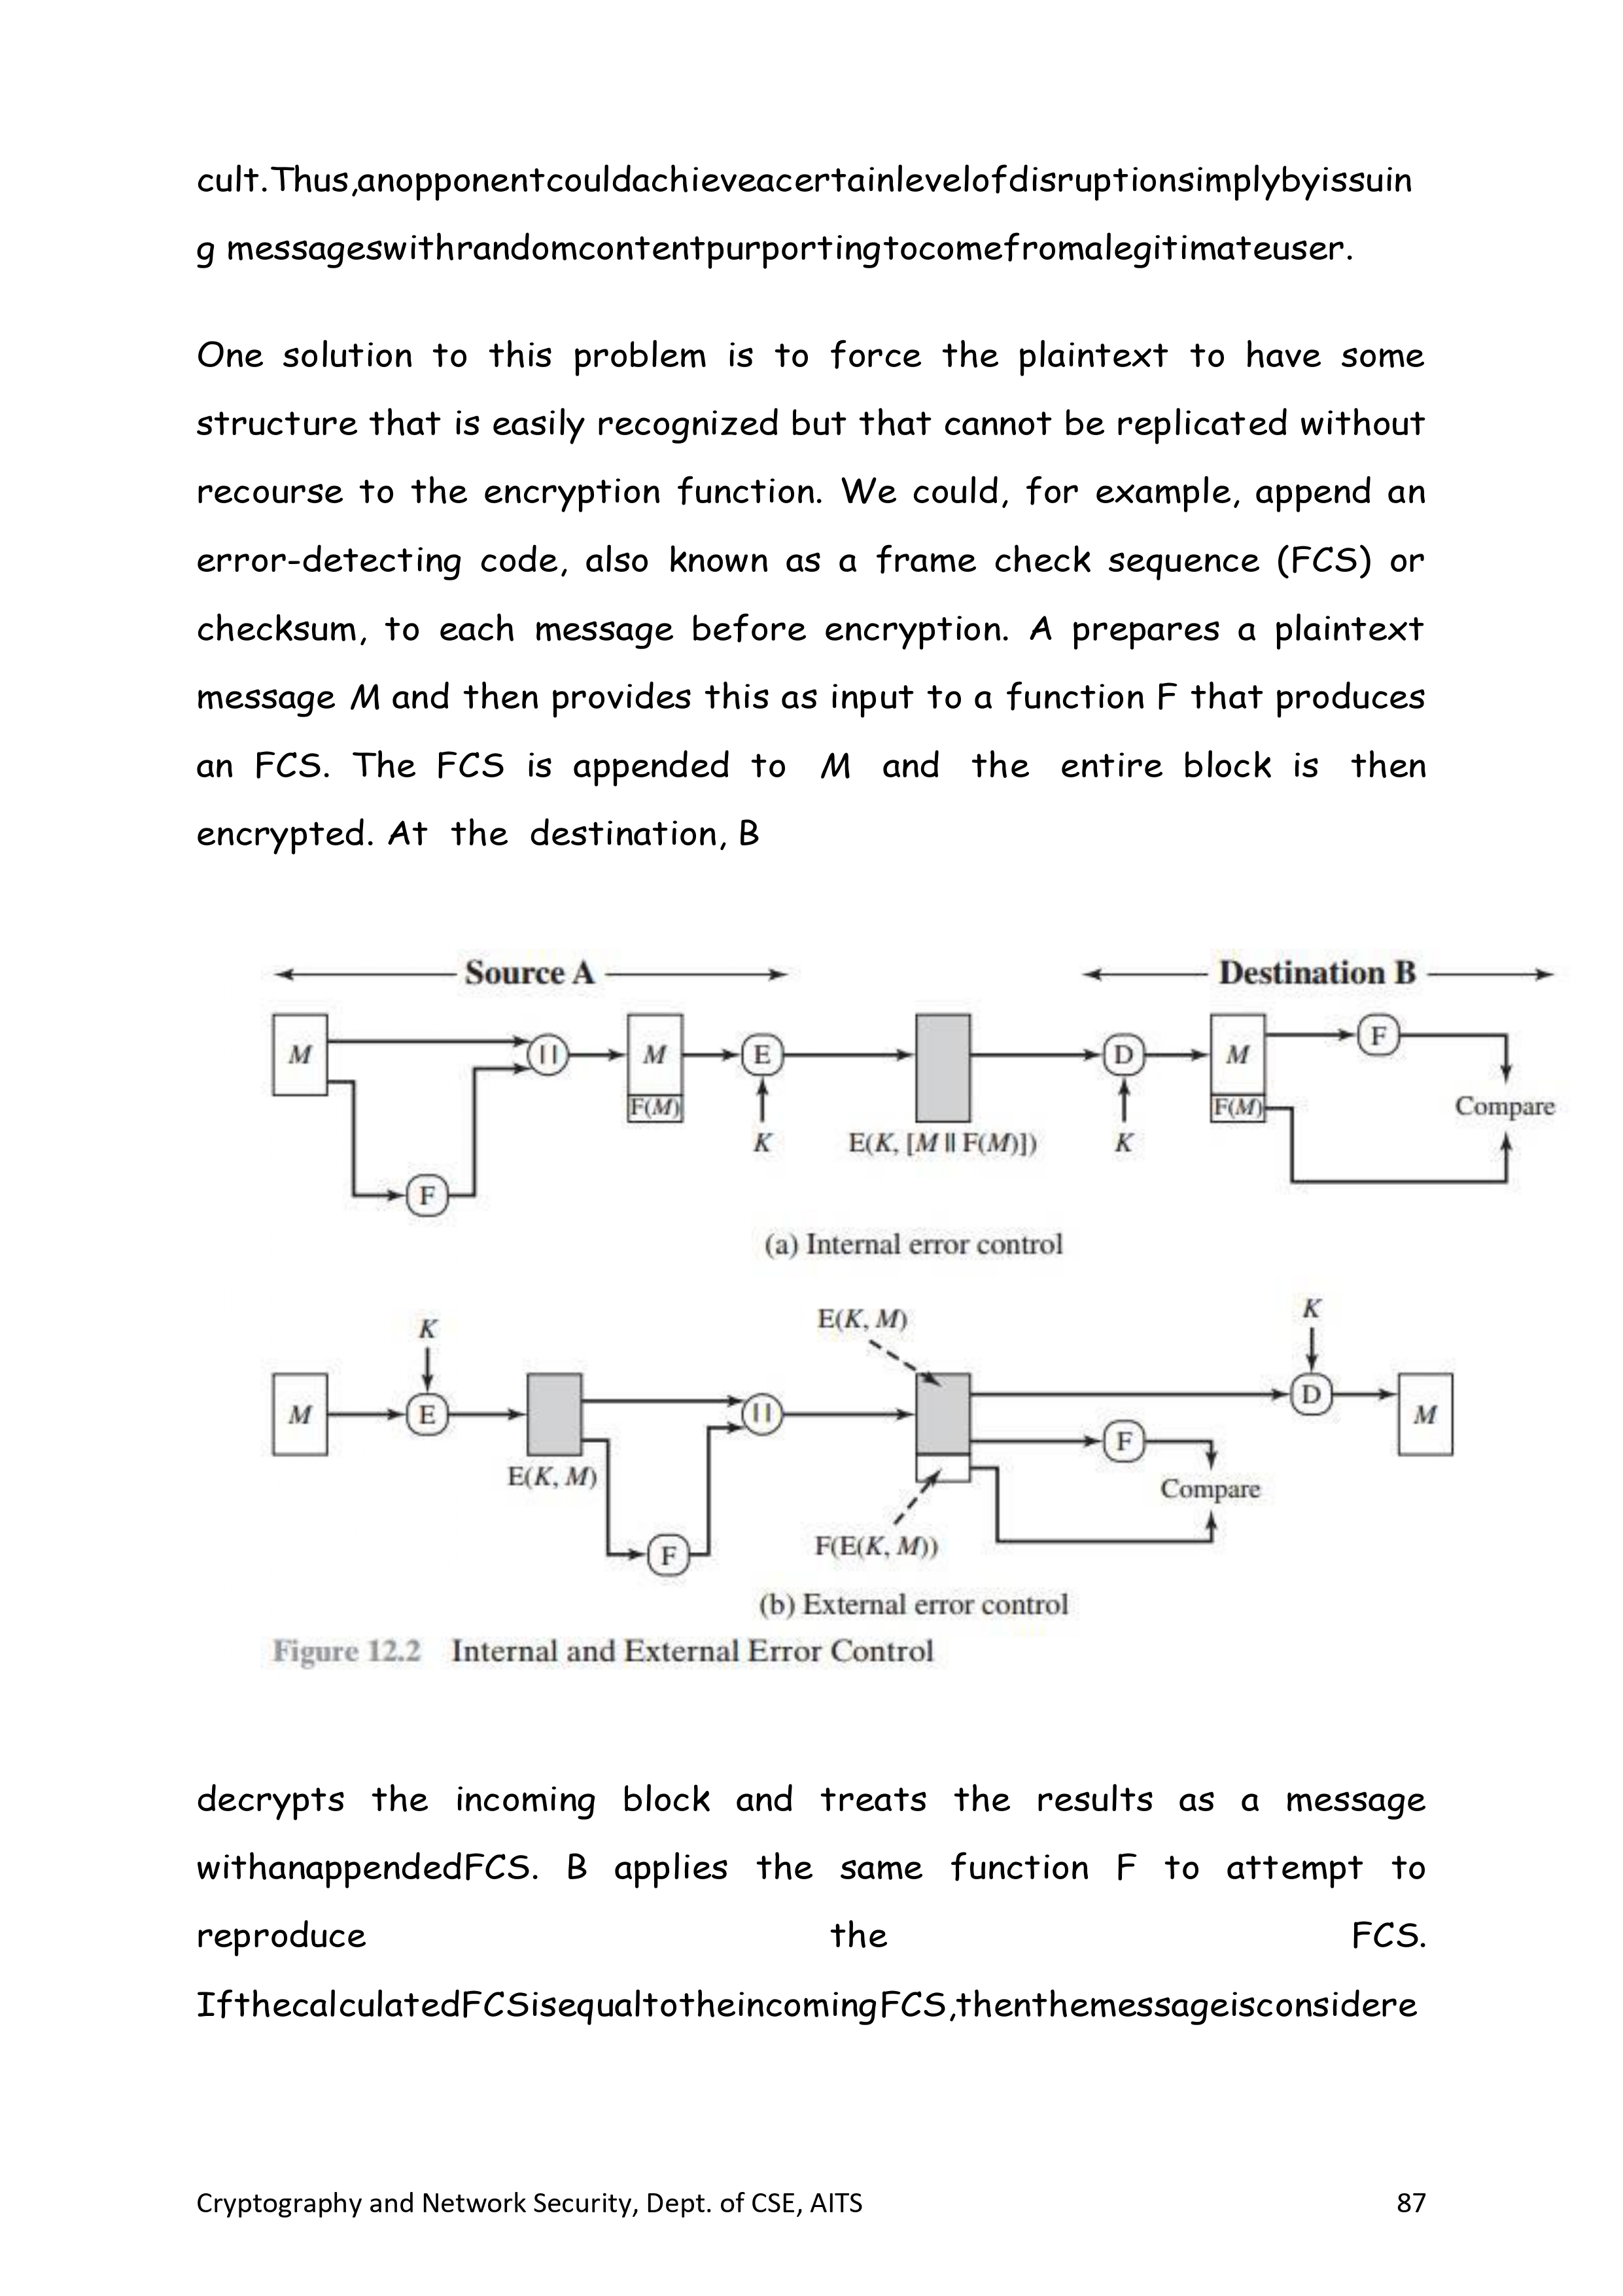 cult.Thus,anopponentcouldachieveacertainlevelofdisruptionsimplybyissuin
g messageswithrandomcontentpurportingtocomefromalegitimateuser.
One solution to this problem is to force the plaintext to have some
structure that is easily recognized but that cannot be replicated without
recourse to the encryption function. We could, for example, append an
error-detecting code, also known as a frame check sequence (FCS) or
checksum, to each message before encryption. A prepares a plaintext
message M and then provides this as input to a function F that produces
an FCS. The FCS is appended to M and the entire block is then
encrypted. At the destination, B
Source A Destination B
M || M E D M F
F(M) F(M) Compare
K E(K, [M || F(M)]) K
F
(a) Internal error control
K E(K, M) K
M E || D M
E(K, M) F Compare
F F(E(K, M))
(b) External error control
Figure 12.2 Internal and External Error Control
decrypts the incoming block and treats the results as a message
withanappendedFCS. B applies the same function F to attempt to
reproduce the FCS.
IfthecalculatedFCSisequaltotheincomingFCS,thenthemessageisconsidere
Cryptography and Network Security, Dept. of CSE, AITS 87